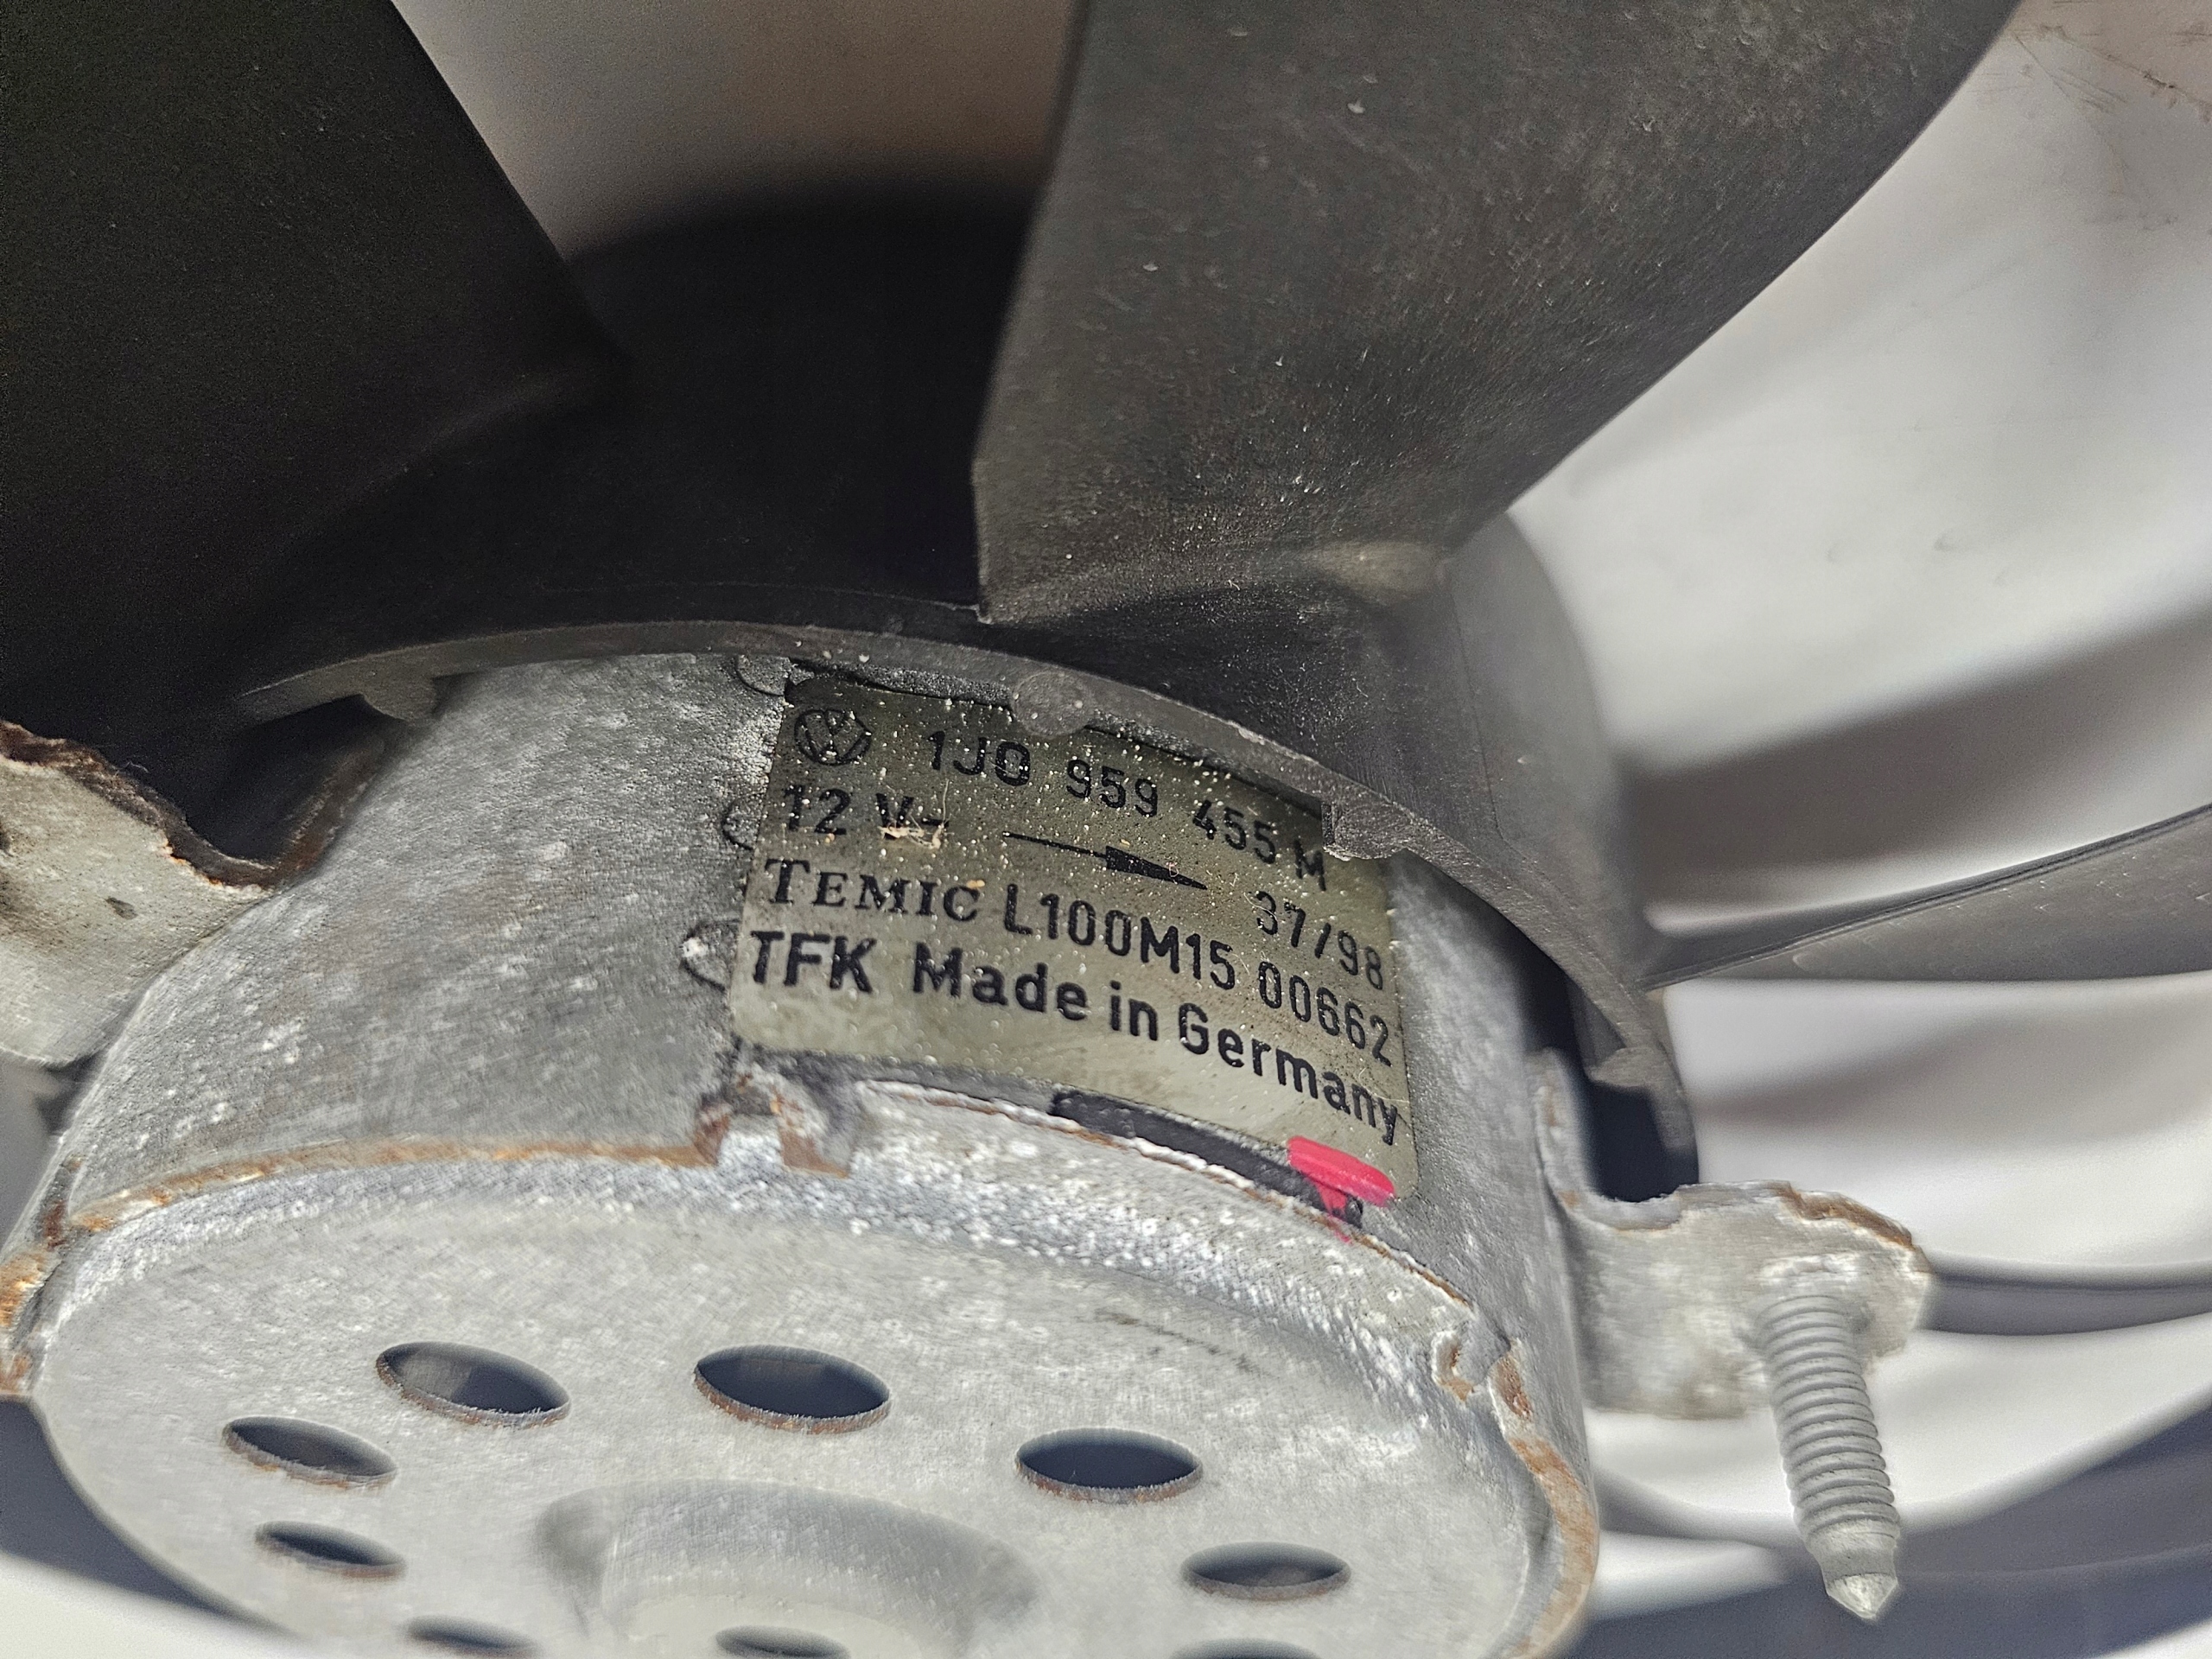 1J0 959 455 M
12 V-
37/98
TEMIC L100M15 00662
TFK Made in Germany